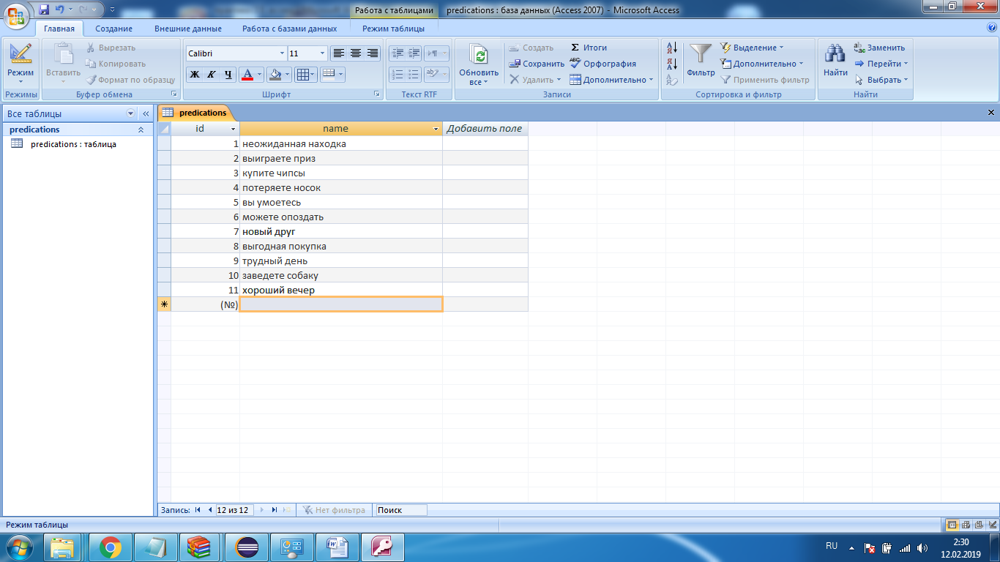 Работа с таблицами predications : база данных (Access 2007) - Microsoft Access
Главная Создание Внешние данные Работа с базами данных Режим таблицы
Режим
Режимы
Вставить
Вырезать
Копировать
Формат по образцу
Буфер обмена
Calibri 11
Ж К Ч А
Шрифт
Текст RTF
Обновить все
Создать
Сохранить
Удалить
Итоги
Орфография
Дополнительно
Записи
Фильтр
Выделение
Дополнительно
Применить фильтр
Сортировка и фильтр
Найти
Заменить
Перейти
Выбрать
Найти
Все таблицы
predications
predications : таблица
predications
id name Добавить поле
1 неожиданная находка
2 выиграете приз
3 купите чипсы
4 потеряете носок
5 вы умоетесь
6 можете опоздать
7 новый друг
8 выгодная покупка
9 трудный день
10 заведете собаку
11 хороший вечер
(№)
Запись: 12 из 12 Нет фильтра Поиск
Режим таблицы
RU
2:30
12.02.2019